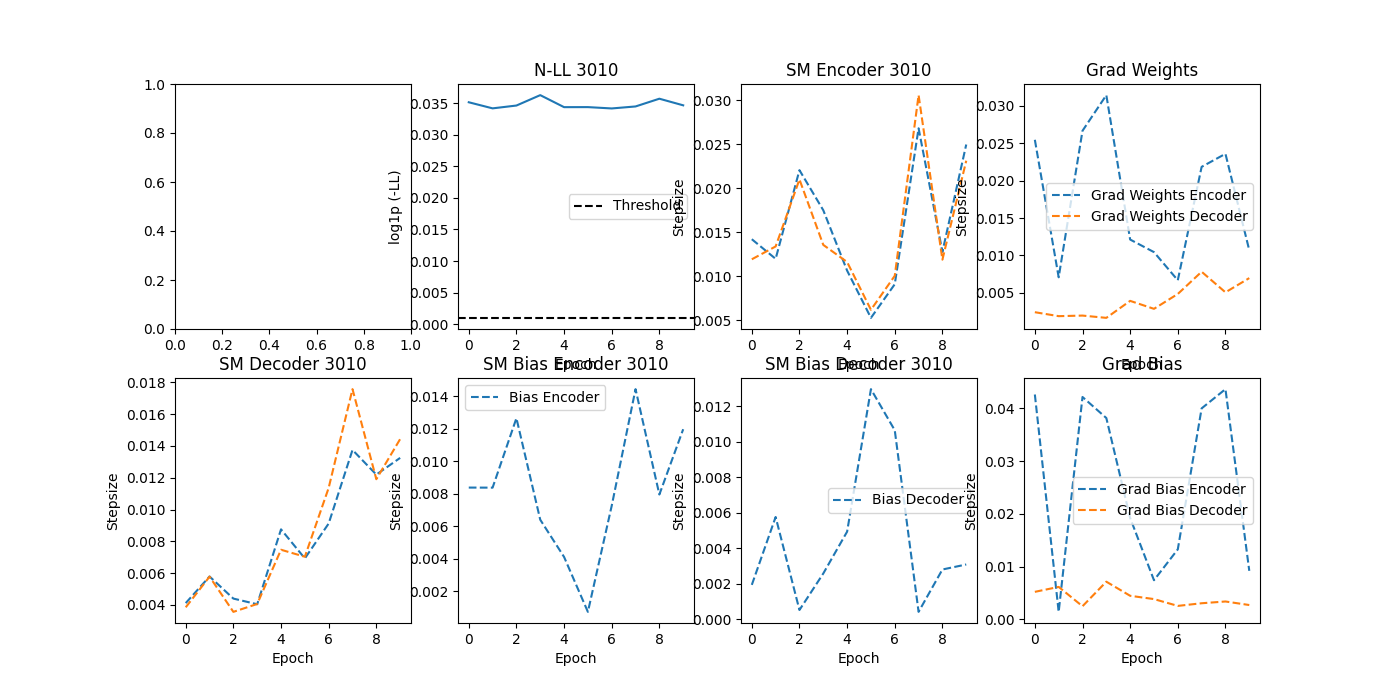 N-LL 3010
SM Encoder 3010
Grad Weights
1.0
0.8
0.6
0.4
0.2
0.0
0.0 0.2 0.4 0.6 0.8 1.0
log1p (-LL)
0.035
0.030
0.025
0.020
0.015
0.010
0.005
0.000
Threshold
0 2 4 6 8
Epoch
Stepsize
0.030
0.025
0.020
0.015
0.010
0.005
0 2 4 6 8
Epoch
Stepsize
0.030
0.025
0.020
0.015
0.010
0.005
Grad Weights Encoder
Grad Weights Decoder
0 2 4 6 8
Epoch
SM Decoder 3010
SM Bias Encoder 3010
SM Bias Decoder 3010
Grad Bias
Stepsize
0.018
0.016
0.014
0.012
0.010
0.008
0.006
0.004
0 2 4 6 8
Epoch
Stepsize
0.014
0.012
0.010
0.008
0.006
0.004
0.002
Bias Encoder
0 2 4 6 8
Epoch
Stepsize
0.012
0.010
0.008
0.006
0.004
0.002
0.000
Bias Decoder
0 2 4 6 8
Epoch
Stepsize
0.04
0.03
0.02
0.01
0.00
Grad Bias Encoder
Grad Bias Decoder
0 2 4 6 8
Epoch